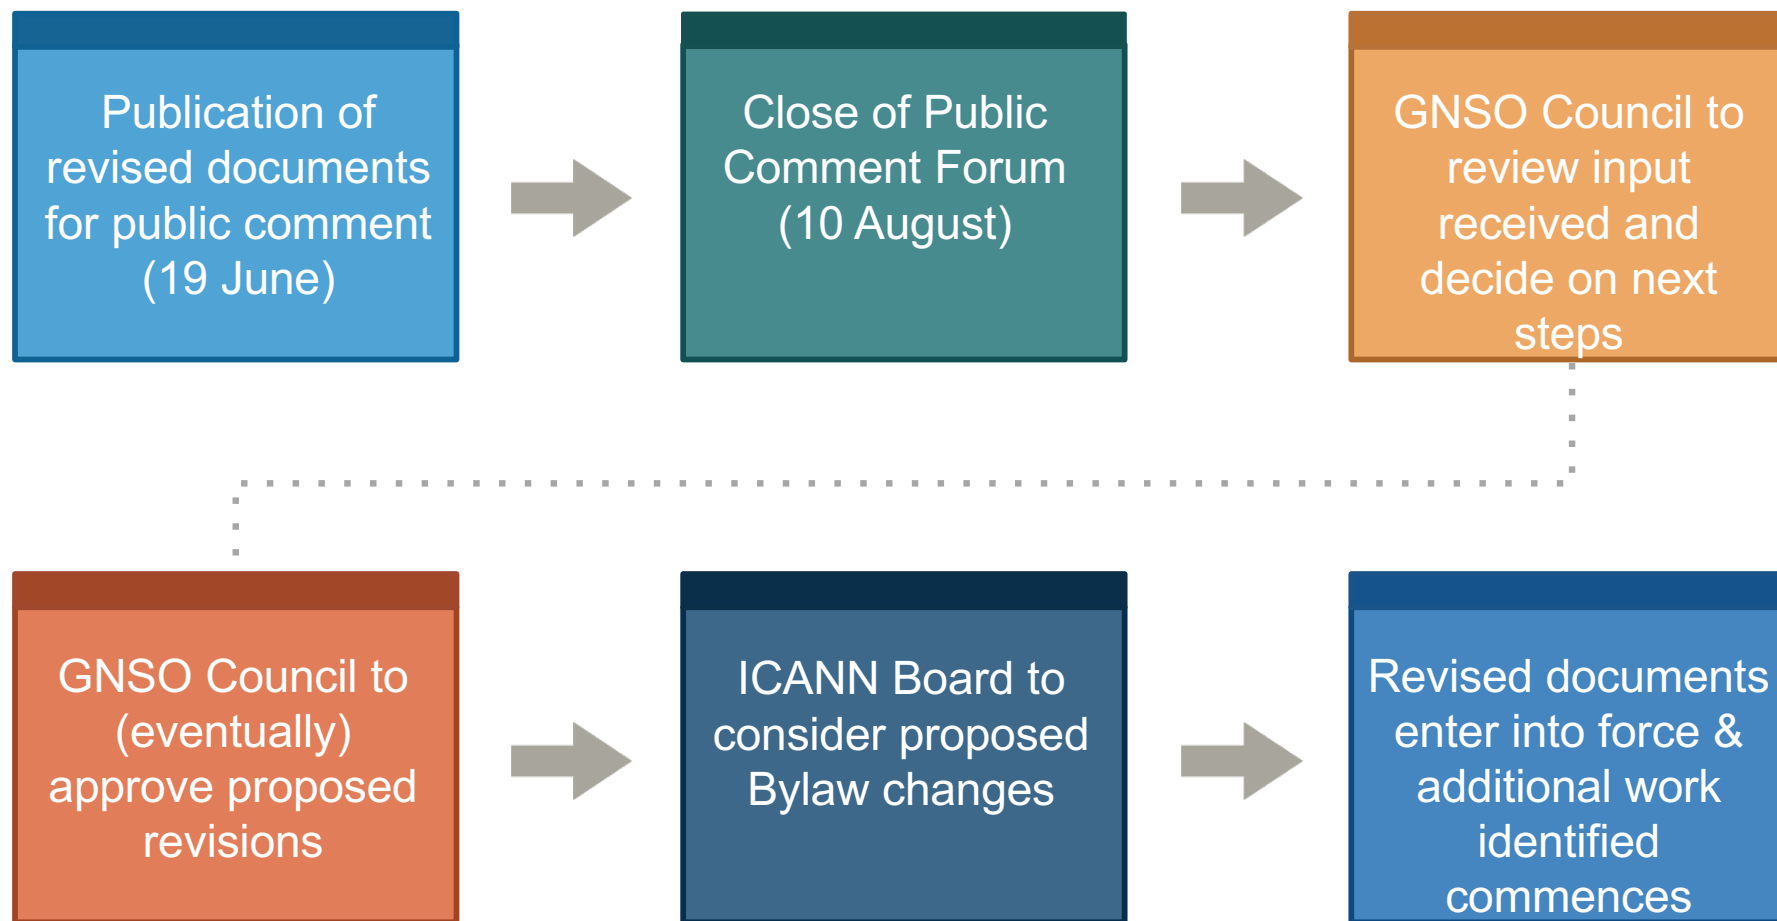 Publication of
revised documents
for public comment
(19 June)
Close of Public
Comment Forum
(10 August)
GNSO Council to
review input
received and
decide on next
steps
GNSO Council to
(eventually)
approve proposed
revisions
ICANN Board to
consider proposed
Bylaw changes
Revised documents
enter into force &
additional work
identified
commences